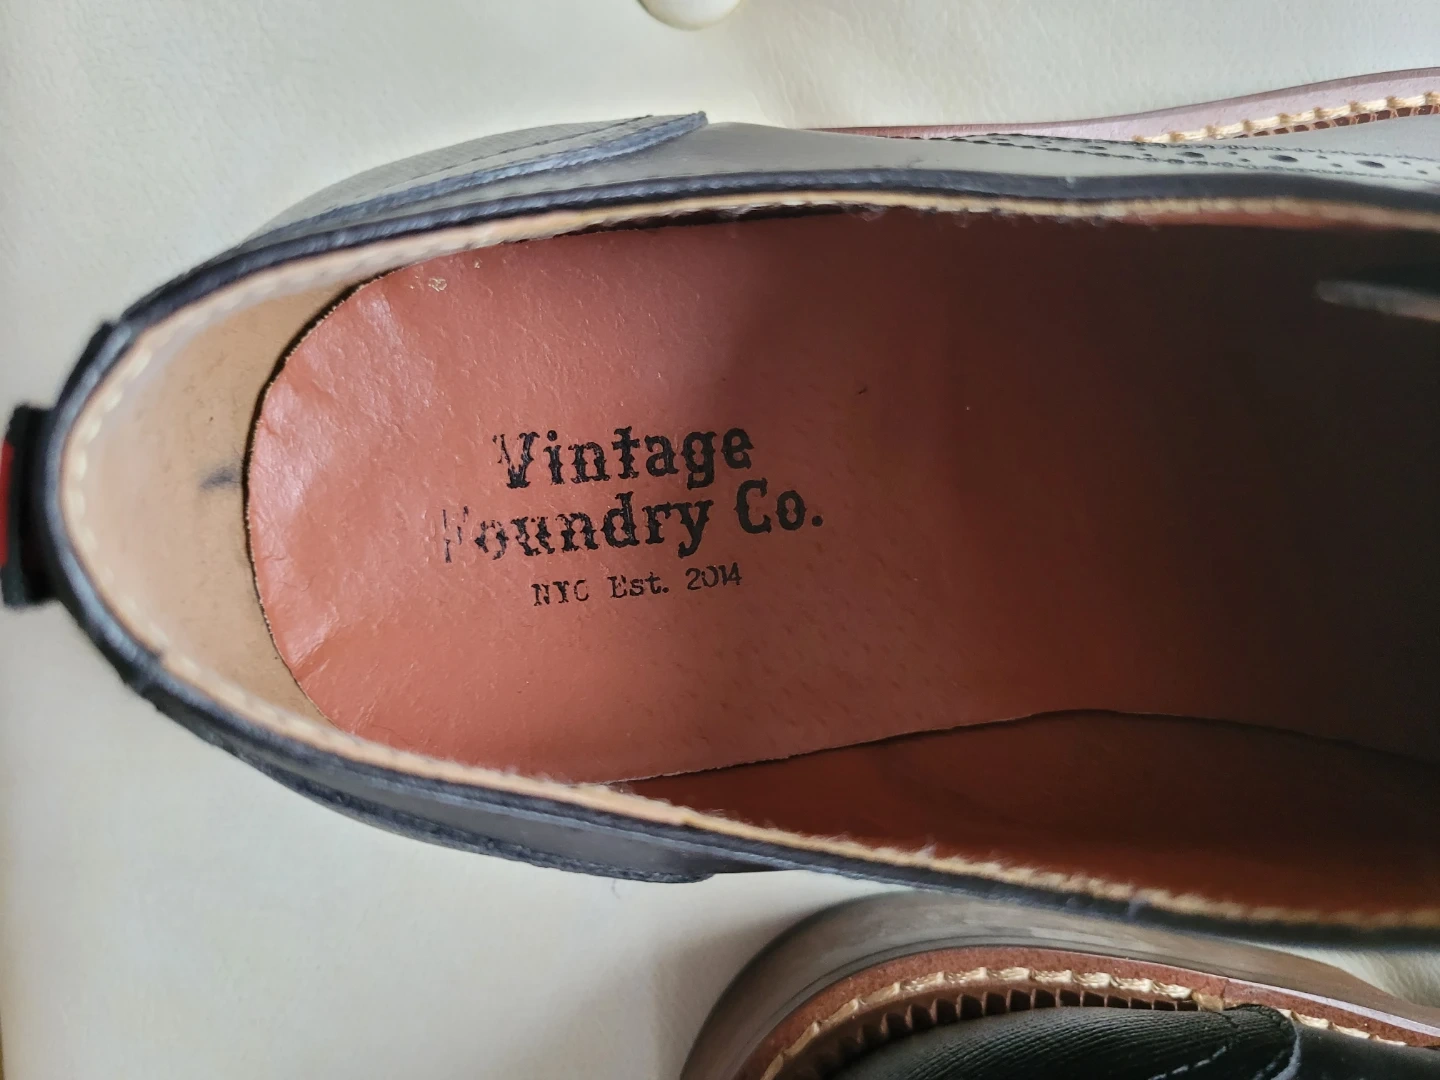 Vintage
Foundry Co.
NYC Est. 2014